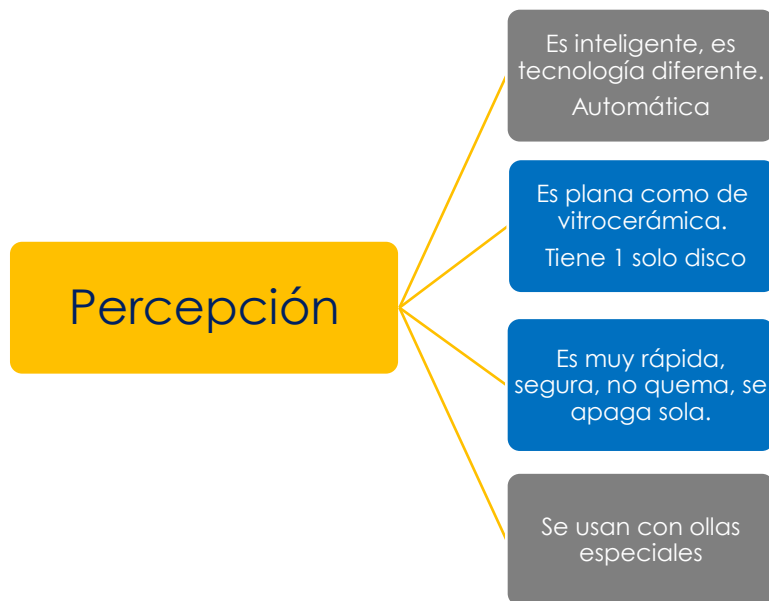 Es inteligente, es
tecnología diferente.
Automática
Es plana como de
vitrocerámica.
Tiene 1 solo disco
Percepción
Es muy rápida,
segura, no quema, se
apaga sola.
Se usan con ollas
especiales